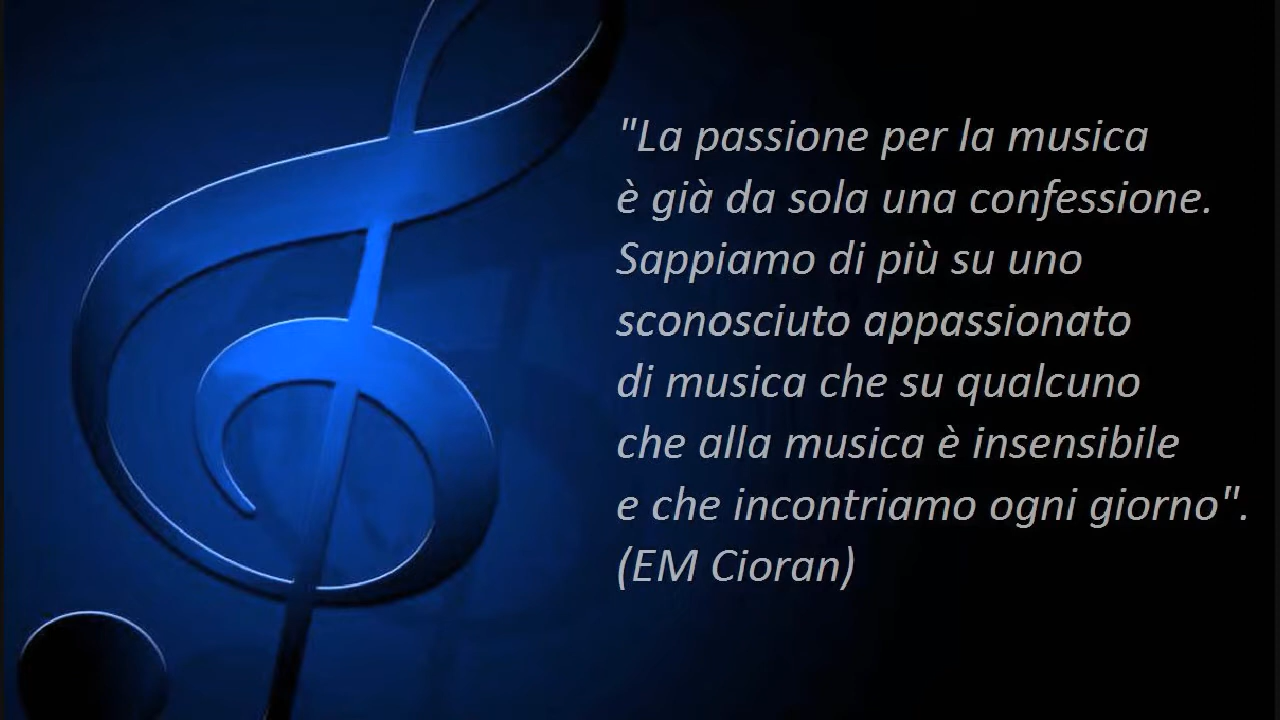 "La passione per la musica
è già da sola una confessione.
Sappiamo di più su uno
sconosciuto appassionato
di musica che su qualcuno
che alla musica è insensibile
e che incontriamo ogni giorno".
(EM Cioran)